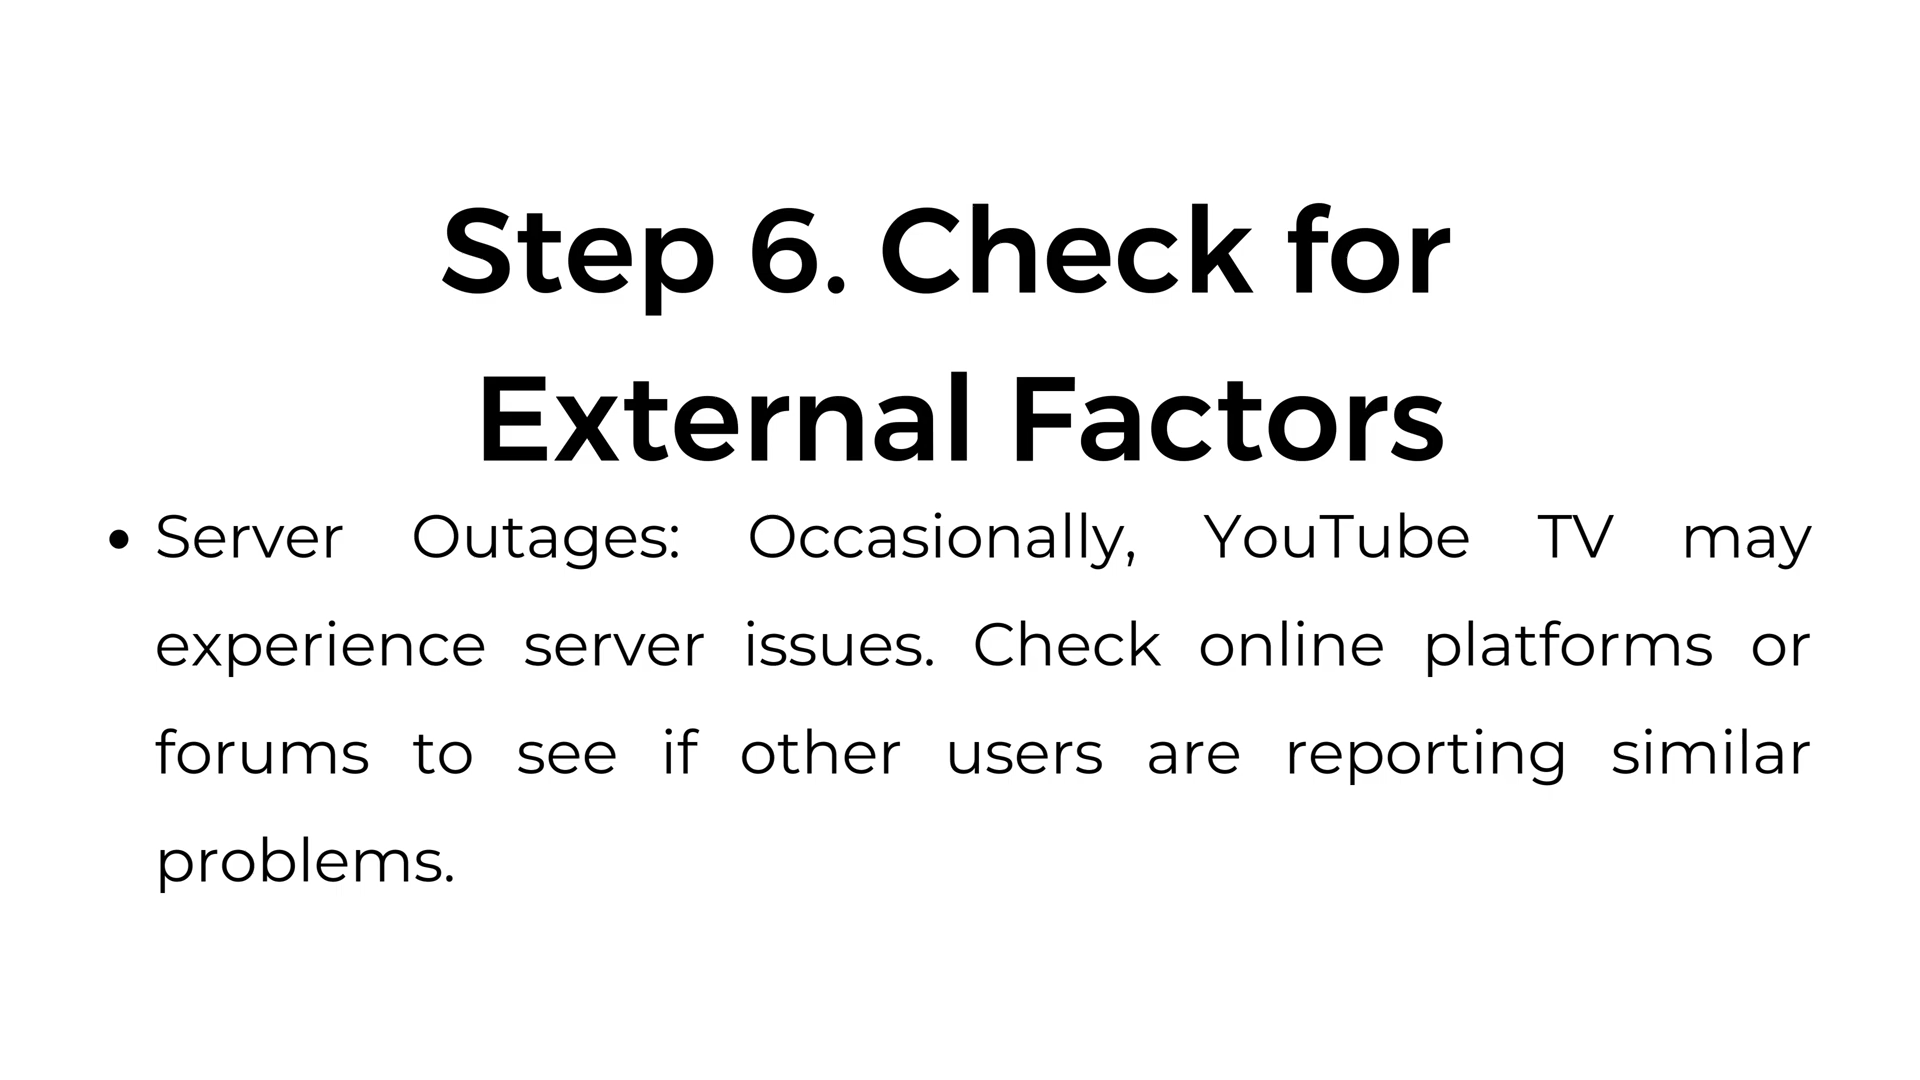 Step 6. Check for
External Factors
• Server Outages: Occasionally, YouTube TV may
experience server issues. Check online platforms or
forums to see if other users are reporting similar
problems.